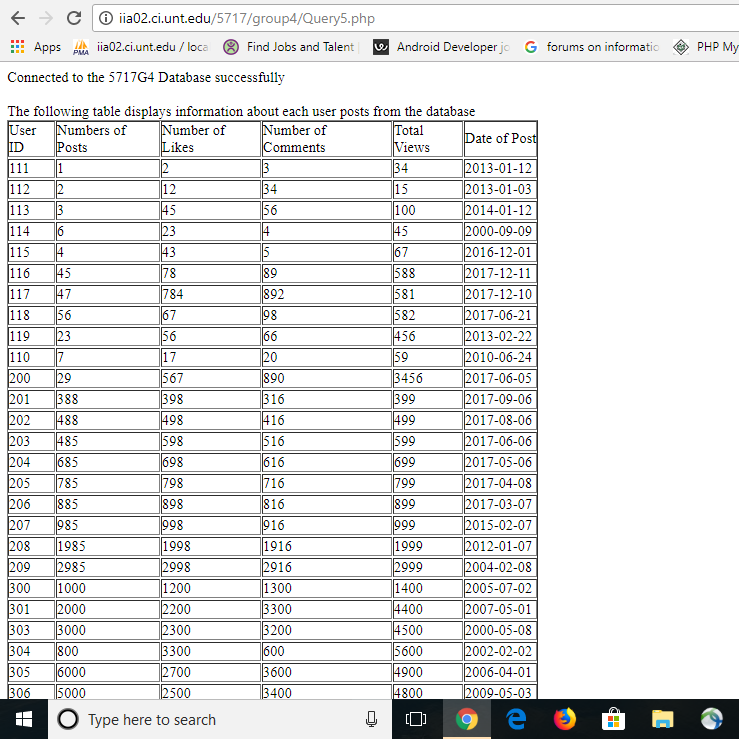 iia02.ci.unt.edu/5717/group4/Query5.php
Apps PMA iia02.ci.unt.edu / loca Find Jobs and Talent Android Developer jo G forums on informatio PHP My
Connected to the 5717G4 Database successfully
The following table displays information about each user posts from the database
User ID Numbers of Posts Number of Likes Number of Comments Total Views Date of Post
111 1 2 3 34 2013-01-12
112 2 12 34 15 2013-01-03
113 3 45 56 100 2014-01-12
114 6 23 4 45 2000-09-09
115 4 43 5 67 2016-12-01
116 45 78 89 588 2017-12-11
117 47 784 892 581 2017-12-10
118 56 67 98 582 2017-06-21
119 23 56 66 456 2013-02-22
110 7 17 20 59 2010-06-24
200 29 567 890 3456 2017-06-05
201 388 398 316 399 2017-09-06
202 488 498 416 499 2017-08-06
203 485 598 516 599 2017-06-06
204 685 698 616 699 2017-05-06
205 785 798 716 799 2017-04-08
206 885 898 816 899 2017-03-07
207 985 998 916 999 2015-02-07
208 1985 1998 1916 1999 2012-01-07
209 2985 2998 2916 2999 2004-02-08
300 1000 1200 1300 1400 2005-07-02
301 2000 2200 3300 4400 2007-05-01
303 3000 2300 3200 4500 2000-05-08
304 800 3300 600 5600 2002-02-02
305 6000 2700 3600 4900 2006-04-01
306 5000 2500 3400 4800 2009-05-03
Type here to search